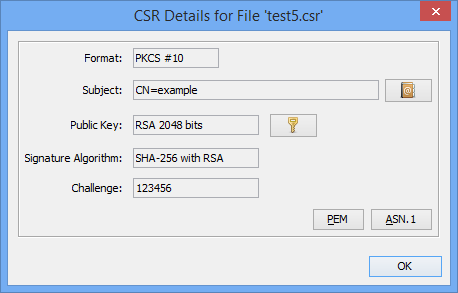 CSR Details for File 'test5.csr'
Format: PKCS #10
Subject: CN=example
Public Key: RSA 2048 bits
Signature Algorithm: SHA-256 with RSA
Challenge: 123456
PEM ASN.1
OK